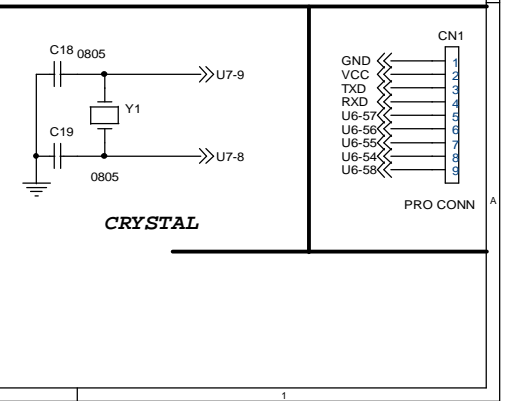 C18 0805
U7-9
Y1
C19
U7-8
0805
CRYSTAL
CN1
GND 1
VCC 2
TXD 3
RXD 4
U6-57 5
U6-56 6
U6-55 7
U6-54 8
U6-58 9
PRO CONN
A
1